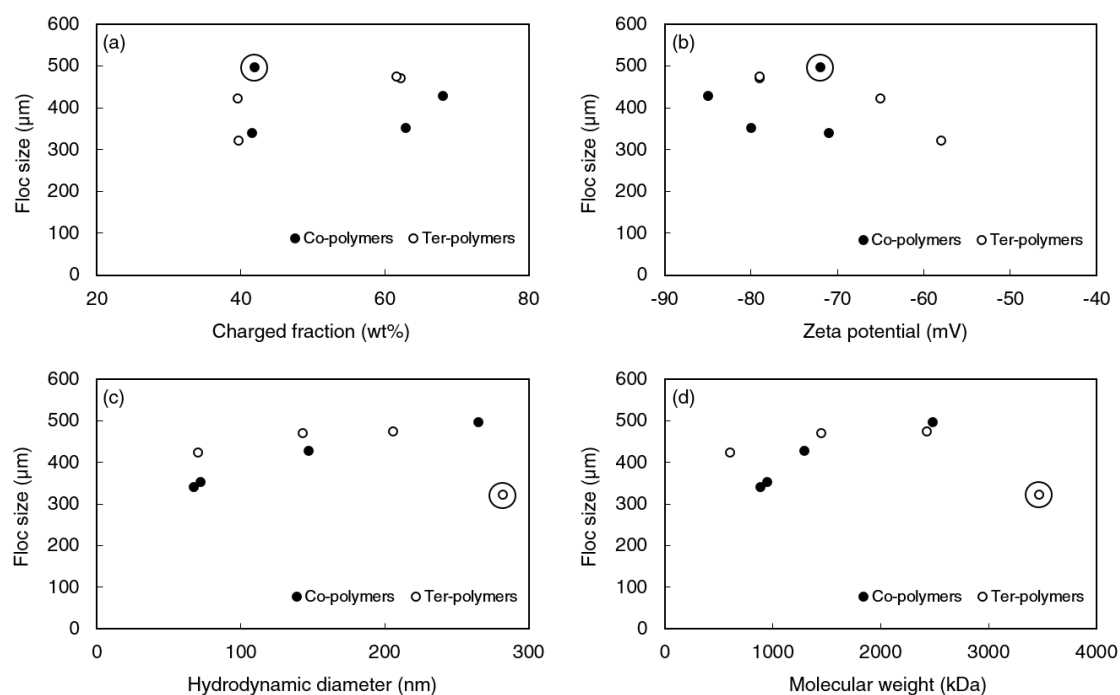 (a)
600
500
400
300
200
100
0
Floc size (µm)
Co-polymers Ter-polymers
20 40 60 80
Charged fraction (wt%)
(b)
600
500
400
300
200
100
0
Floc size (µm)
Co-polymers Ter-polymers
-90 -80 -70 -60 -50 -40
Zeta potential (mV)
(c)
600
500
400
300
200
100
0
Floc size (µm)
Co-polymers Ter-polymers
0 100 200 300
Hydrodynamic diameter (nm)
(d)
600
500
400
300
200
100
0
Floc size (µm)
Co-polymers Ter-polymers
0 1000 2000 3000 4000
Molecular weight (kDa)